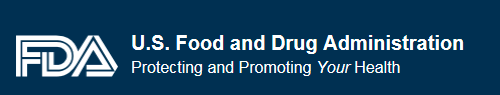 FDA
U.S. Food and Drug Administration
Protecting and Promoting Your Health